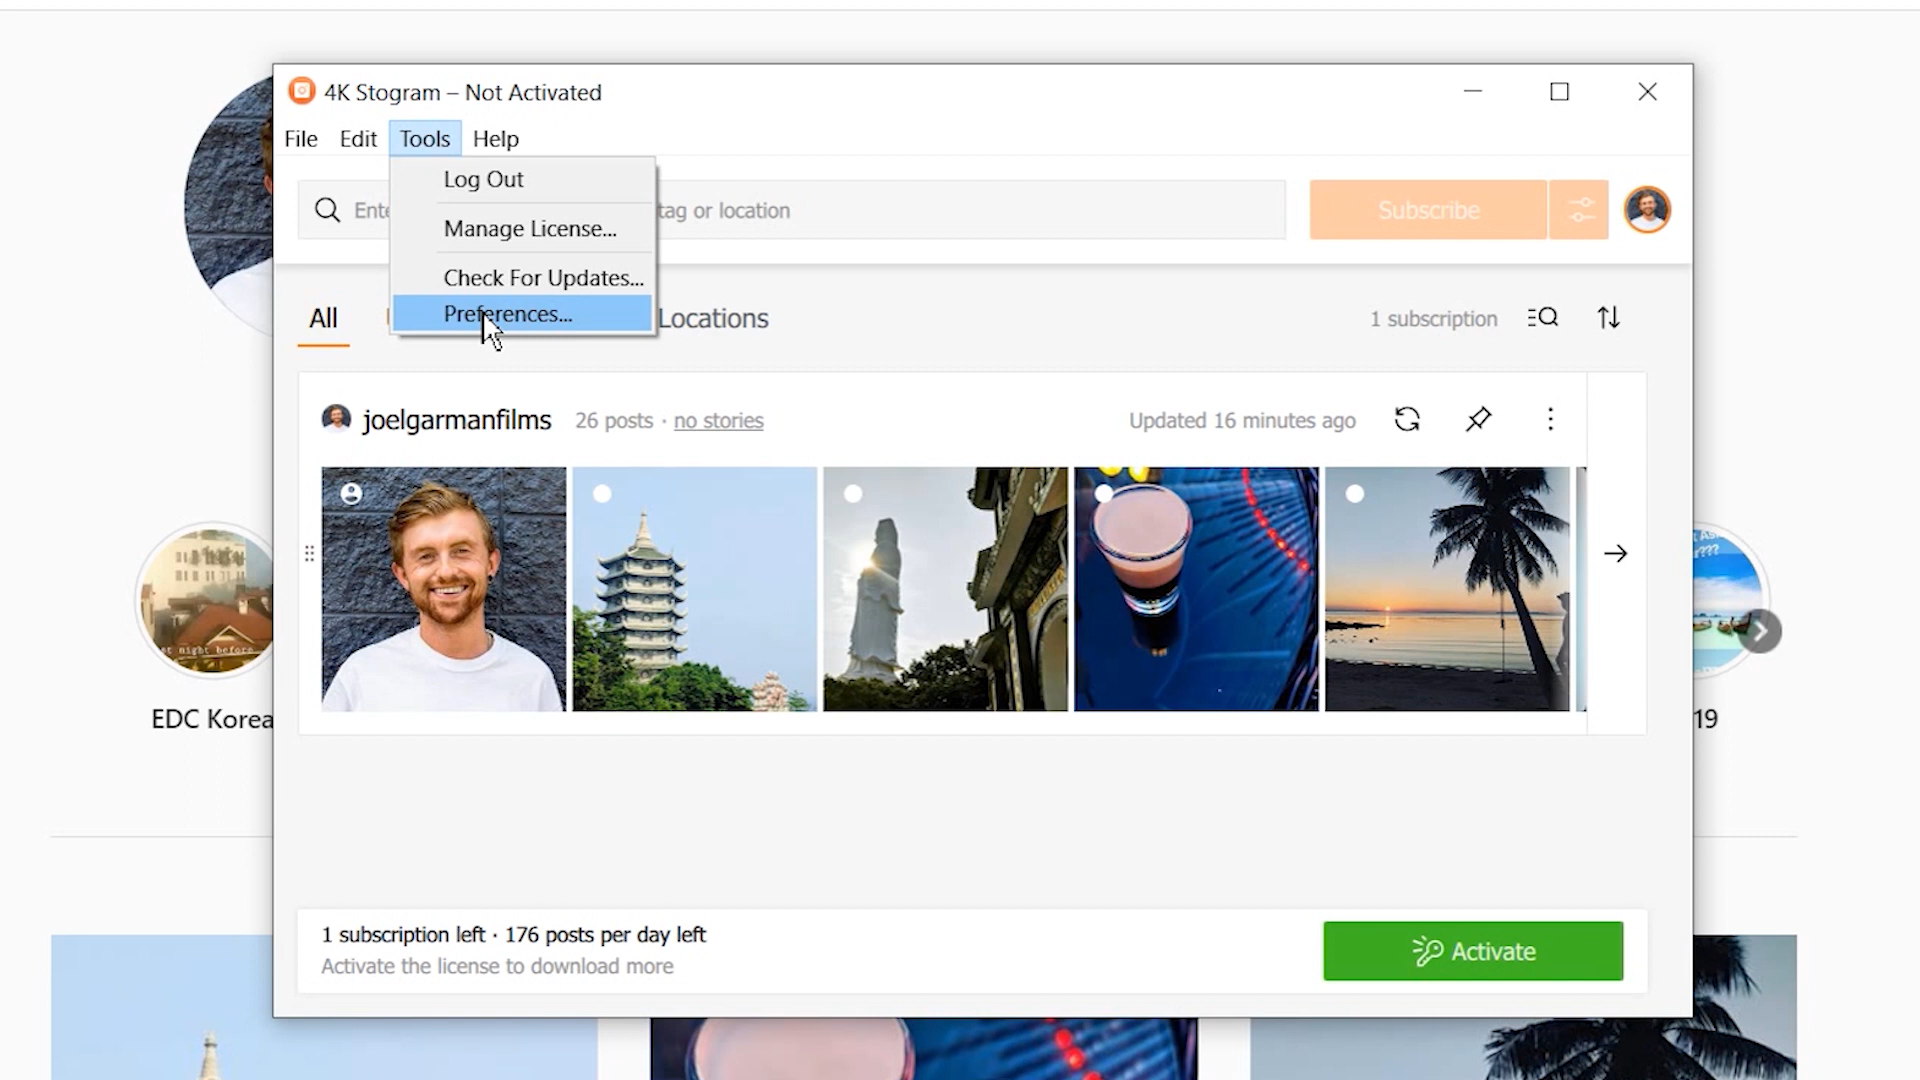 4K Stogram – Not Activated
File Edit Tools Help
Log Out
Manage License...
Check For Updates...
Preferences...
tag or location
Subscribe
All
Locations
1 subscription
joelgarmanfilms 26 posts · no stories
Updated 16 minutes ago
night before
EDC Korea
???
19
1 subscription left · 176 posts per day left
Activate the license to download more
Activate